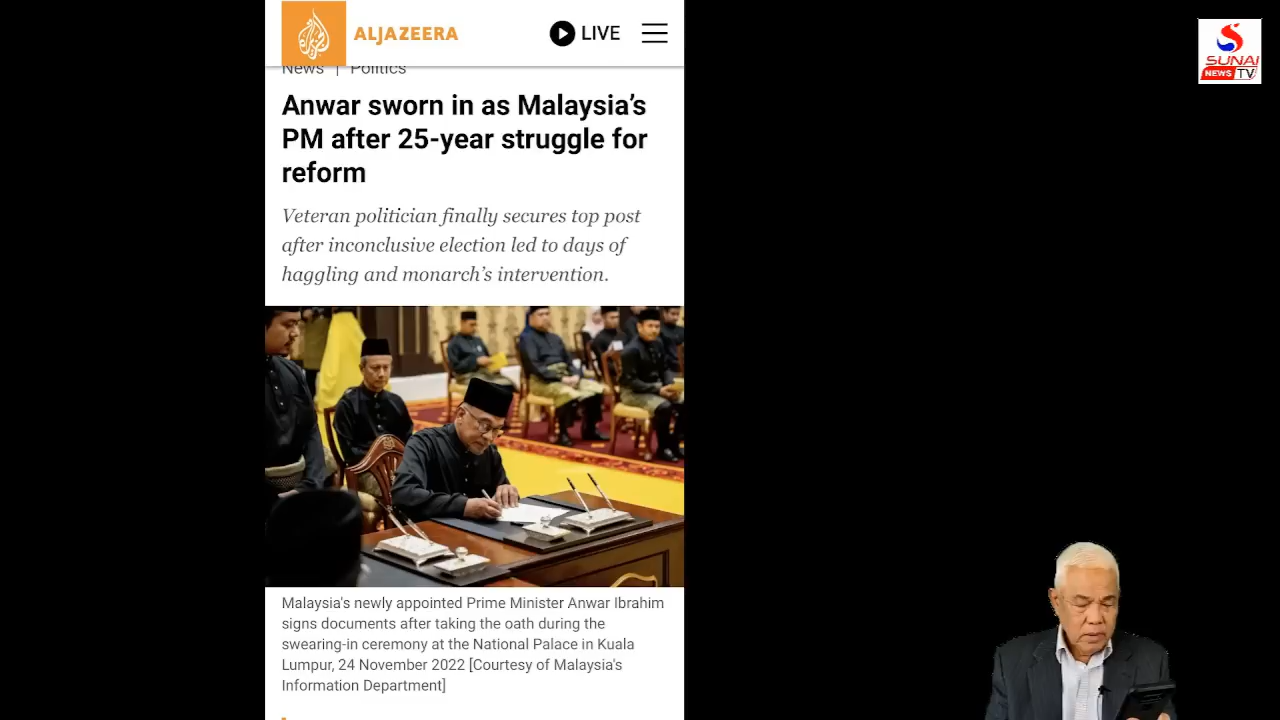 ALJAZEERA
LIVE
News | Politics
Anwar sworn in as Malaysia’s
PM after 25-year struggle for
reform
Veteran politician finally secures top post
after inconclusive election led to days of
haggling and monarch’s intervention.
Malaysia's newly appointed Prime Minister Anwar Ibrahim
signs documents after taking the oath during the
swearing-in ceremony at the National Palace in Kuala
Lumpur, 24 November 2022 [Courtesy of Malaysia's
Information Department]
SUNAI
NEWS TV